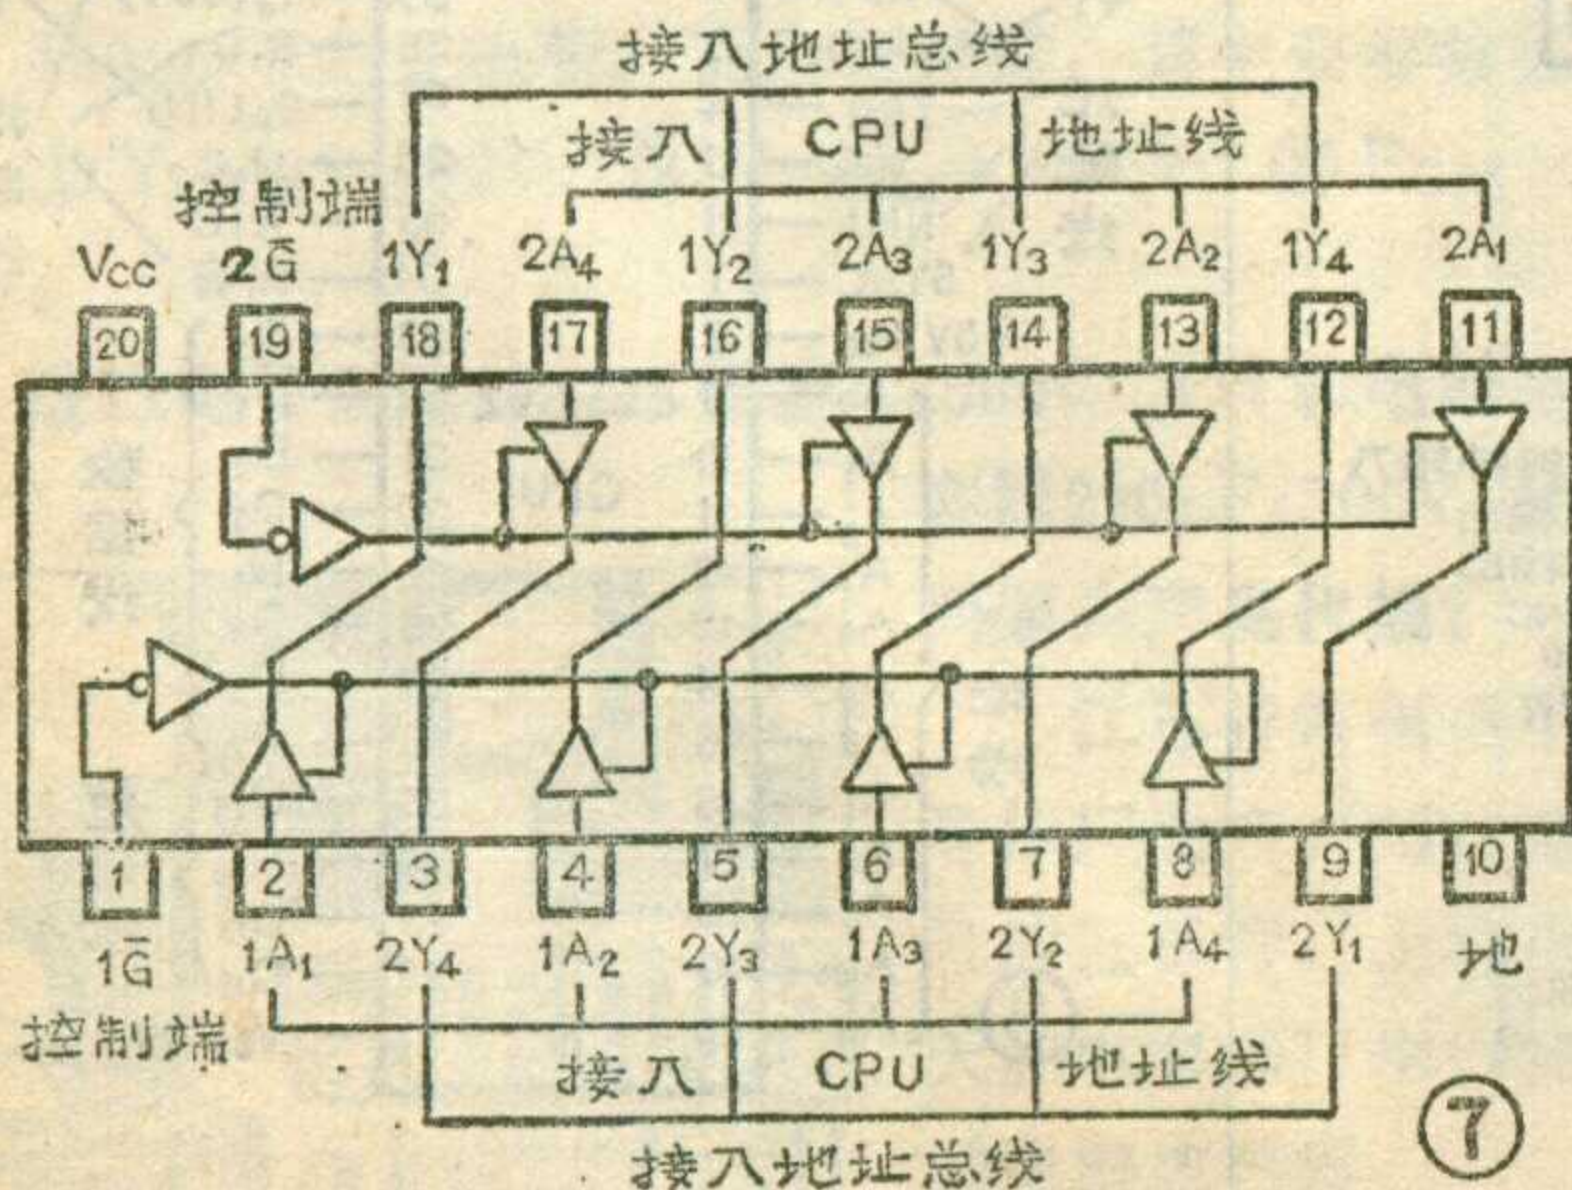 接入地址总线
接入 CPU 地址线
控制端
Vcc 2G̅ 1Y₁ 2A₄ 1Y₂ 2A₃ 1Y₃ 2A₂ 1Y₄ 2A₁
20 19 18 17 16 15 14 13 12 11
1 2 3 4 5 6 7 8 9 10
1G̅ 1A₁ 2Y₄ 1A₂ 2Y₃ 1A₃ 2Y₂ 1A₄ 2Y₁ 地
控制端
接入 CPU 地址线
接入地址总线
⑦